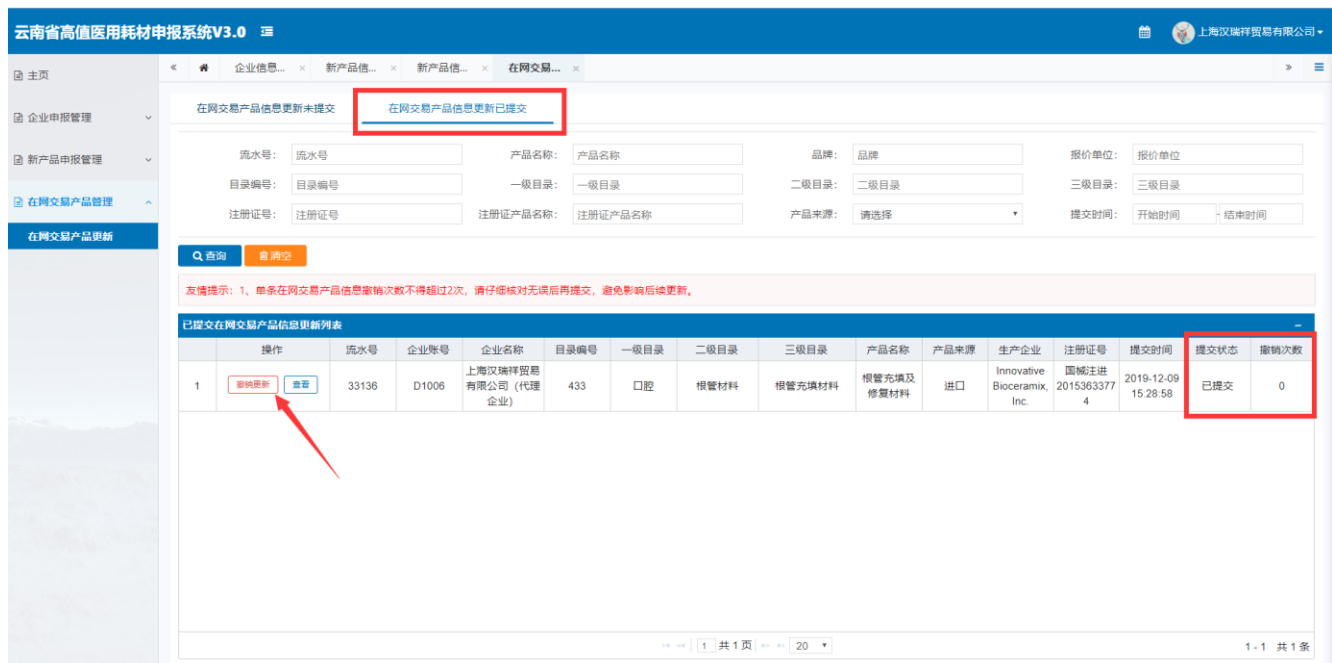 云南省高值医用耗材申报系统V3.0
上海汉瑞祥贸易有限公司
主页
企业申报管理
新产品申报管理
在网交易产品管理
在网交易产品更新
企业信息... × 新产品信... × 新产品信... × 在网交易... ×
在网交易产品信息更新未提交 在网交易产品信息更新已提交
流水号: 流水号 产品名称: 产品名称 品牌: 品牌 报价单位: 报价单位
目录编号: 目录编号 一级目录: 一级目录 二级目录: 二级目录 三级目录: 三级目录
注册证号: 注册证号 注册证产品名称: 注册证产品名称 产品来源: 请选择 提交时间: 开始时间 - 结束时间
查询 清空
友情提示：1、单条在网交易产品信息撤销次数不得超过2次，请仔细核对无误后再提交，避免影响后续更新。
已提交在网交易产品信息更新列表
操作 流水号 企业账号 企业名称 目录编号 一级目录 二级目录 三级目录 产品名称 产品来源 生产企业 注册证号 提交时间 提交状态 撤销次数
1 撤销更新 查看 33136 D1006 上海汉瑞祥贸易有限公司（代理企业） 433 口腔 根管材料 根管充填材料 根管充填及修复材料 进口 Innovative Bioceramix, Inc. 国械注进20153633774 2019-12-09 15:28:58 已提交 0
1 共1页 20
1 - 1 共1条